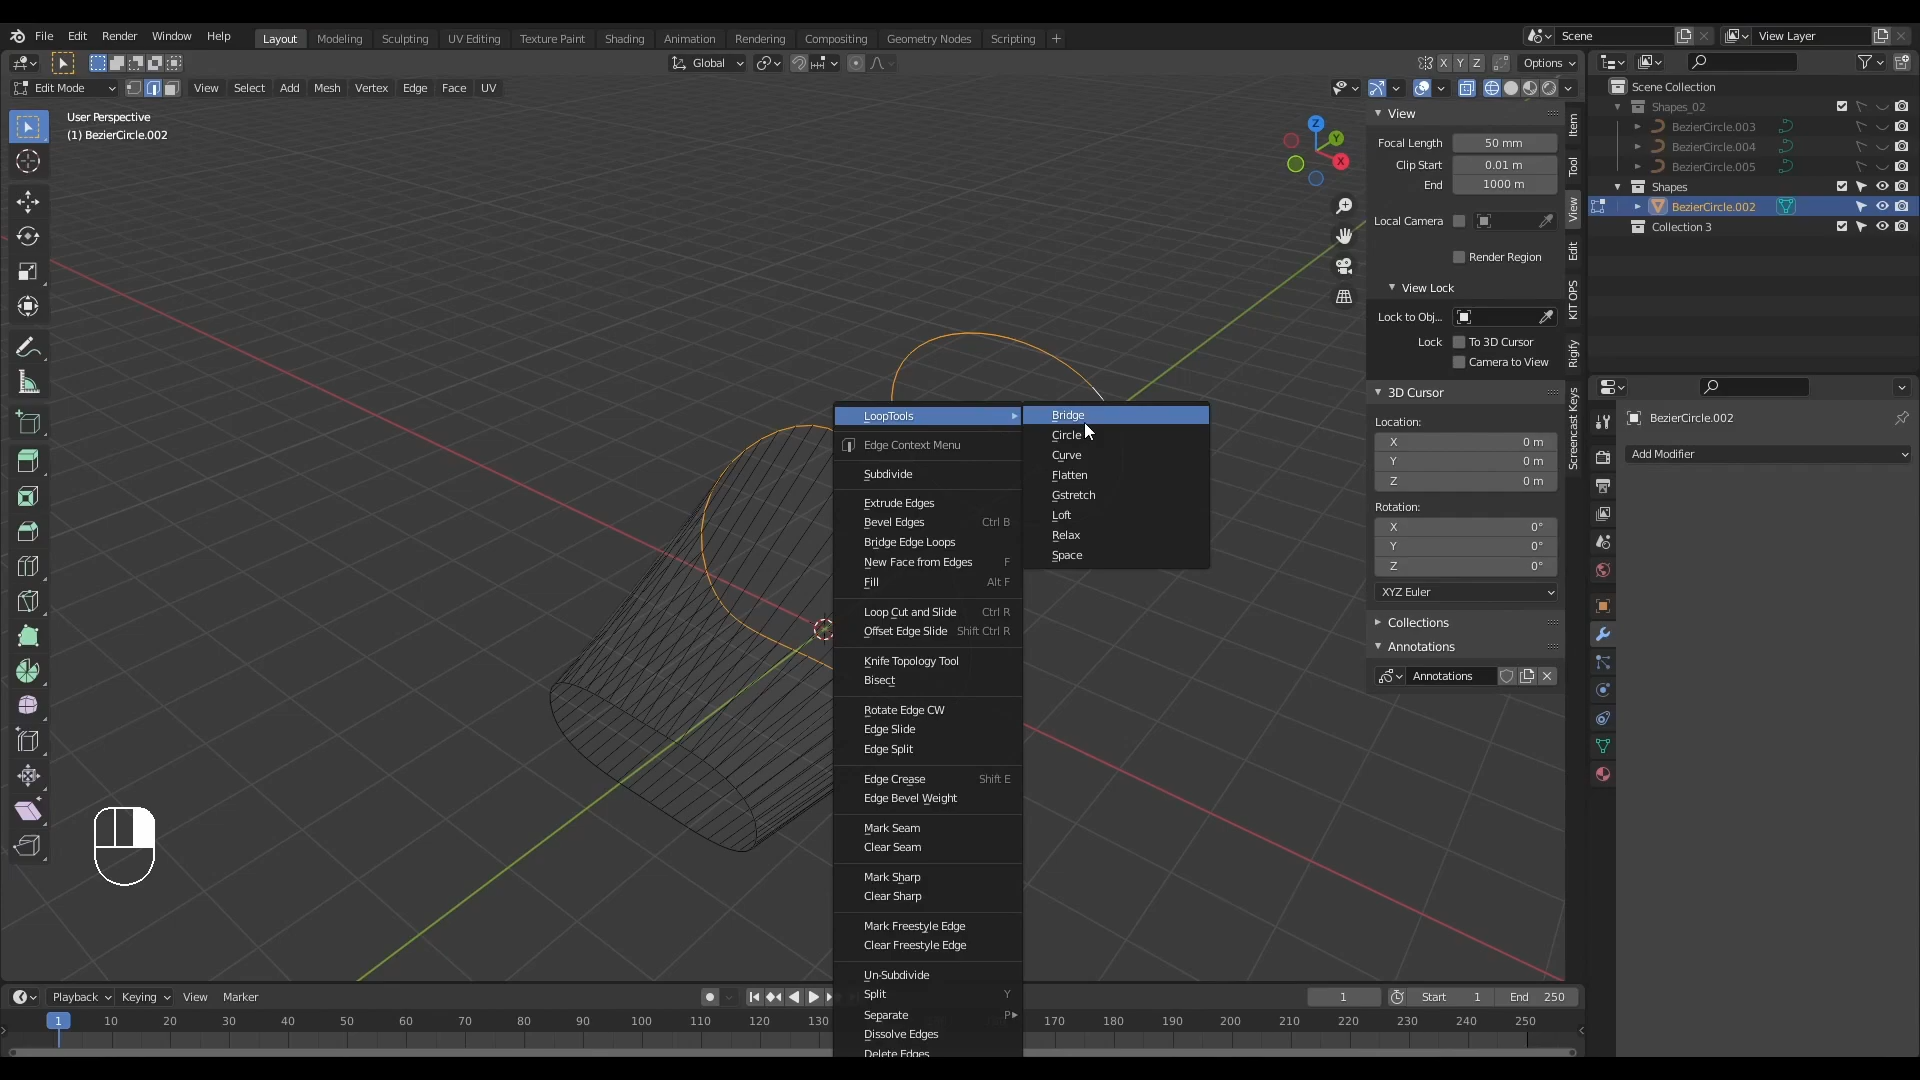 File Edit Render Window Help Layout Modeling Sculpting UV Editing Texture Paint Shading Animation Rendering Compositing Geometry Nodes Scripting + Scene View Layer
Global X Y Z Options
Edit Mode View Select Add Mesh Vertex Edge Face UV
User Perspective
(1) BezierCircle.002
Z
Y
X
View
Focal Length 50 mm
Clip Start 0.01 m
End 1000 m
Local Camera
Render Region
View Lock
Lock to Obj...
Lock To 3D Cursor
Camera to View
3D Cursor
Location:
X 0 m
Y 0 m
Z 0 m
Rotation:
X 0°
Y 0°
Z 0°
XYZ Euler
Collections
Annotations
Annotations
Item
Tool
View
Edit
KIT OPS
Rigify
Screencast Keys
Scene Collection
Shapes_02
BezierCircle.003
BezierCircle.004
BezierCircle.005
Shapes
BezierCircle.002
Collection 3
BezierCircle.002
Add Modifier
LoopTools
Edge Context Menu
Subdivide
Extrude Edges
Bevel Edges Ctrl B
Bridge Edge Loops
New Face from Edges F
Fill Alt F
Loop Cut and Slide Ctrl R
Offset Edge Slide Shift Ctrl R
Knife Topology Tool
Bisect
Rotate Edge CW
Edge Slide
Edge Split
Edge Crease Shift E
Edge Bevel Weight
Mark Seam
Clear Seam
Mark Sharp
Clear Sharp
Mark Freestyle Edge
Clear Freestyle Edge
Un-Subdivide
Split Y
Separate P
Dissolve Edges
Delete Edges
Bridge
Circle
Curve
Flatten
Gstretch
Loft
Relax
Space
Playback Keying View Marker 1 Start 1 End 250
1 10 20 30 40 50 60 70 80 90 100 110 120 130 170 180 190 200 210 220 230 240 250